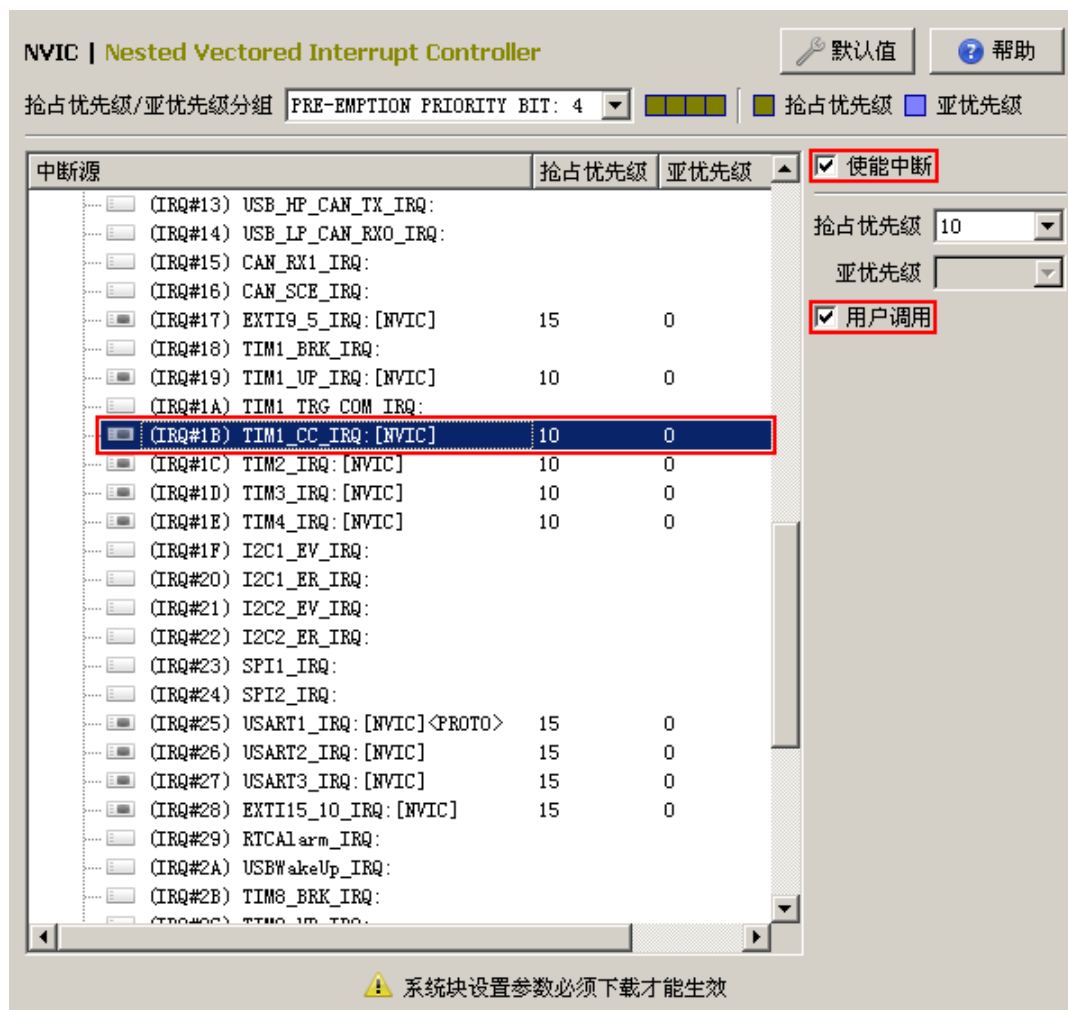 NVIC | Nested Vectored Interrupt Controller 默认值 帮助
抢占优先级/亚优先级分组 PRE-EMPTION PRIORITY BIT: 4 抢占优先级 亚优先级
中断源 抢占优先级 亚优先级 使能中断
(IRQ#13) USB_HP_CAN_TX_IRQ:
(IRQ#14) USB_LP_CAN_RX0_IRQ: 抢占优先级 10
(IRQ#15) CAN_RX1_IRQ: 亚优先级
(IRQ#16) CAN_SCE_IRQ:
(IRQ#17) EXTI9_5_IRQ:[NVIC] 15 0 用户调用
(IRQ#18) TIM1_BRK_IRQ:
(IRQ#19) TIM1_UP_IRQ:[NVIC] 10 0
(IRQ#1A) TIM1_TRG_COM_IRQ:
(IRQ#1B) TIM1_CC_IRQ:[NVIC] 10 0
(IRQ#1C) TIM2_IRQ:[NVIC] 10 0
(IRQ#1D) TIM3_IRQ:[NVIC] 10 0
(IRQ#1E) TIM4_IRQ:[NVIC] 10 0
(IRQ#1F) I2C1_EV_IRQ:
(IRQ#20) I2C1_ER_IRQ:
(IRQ#21) I2C2_EV_IRQ:
(IRQ#22) I2C2_ER_IRQ:
(IRQ#23) SPI1_IRQ:
(IRQ#24) SPI2_IRQ:
(IRQ#25) USART1_IRQ:[NVIC]<PROTO> 15 0
(IRQ#26) USART2_IRQ:[NVIC] 15 0
(IRQ#27) USART3_IRQ:[NVIC] 15 0
(IRQ#28) EXTI15_10_IRQ:[NVIC] 15 0
(IRQ#29) RTCAlarm_IRQ:
(IRQ#2A) USBWakeUp_IRQ:
(IRQ#2B) TIM8_BRK_IRQ:
系统块设置参数必须下载才能生效